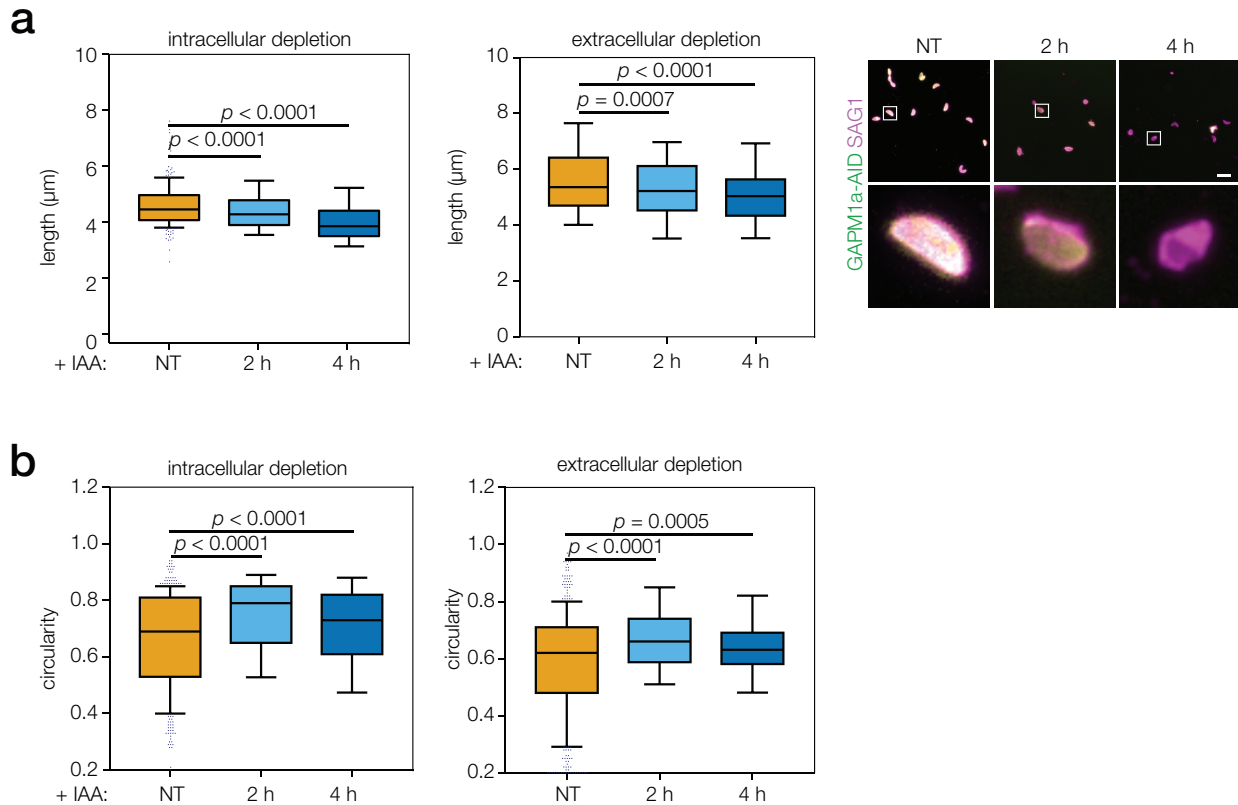 a
intracellular depletion
10
8
6
4
2
0
length (μm)
p < 0.0001
p < 0.0001
+ IAA: NT 2 h 4 h
extracellular depletion
10
8
6
4
2
0
length (μm)
p < 0.0001
p = 0.0007
NT 2 h 4 h
NT 2 h 4 h
GAPM1a-AID SAG1
b
intracellular depletion
1.2
1.0
0.8
0.6
0.4
0.2
circularity
p < 0.0001
p < 0.0001
+ IAA: NT 2 h 4 h
extracellular depletion
1.2
1.0
0.8
0.6
0.4
0.2
circularity
p = 0.0005
p < 0.0001
NT 2 h 4 h